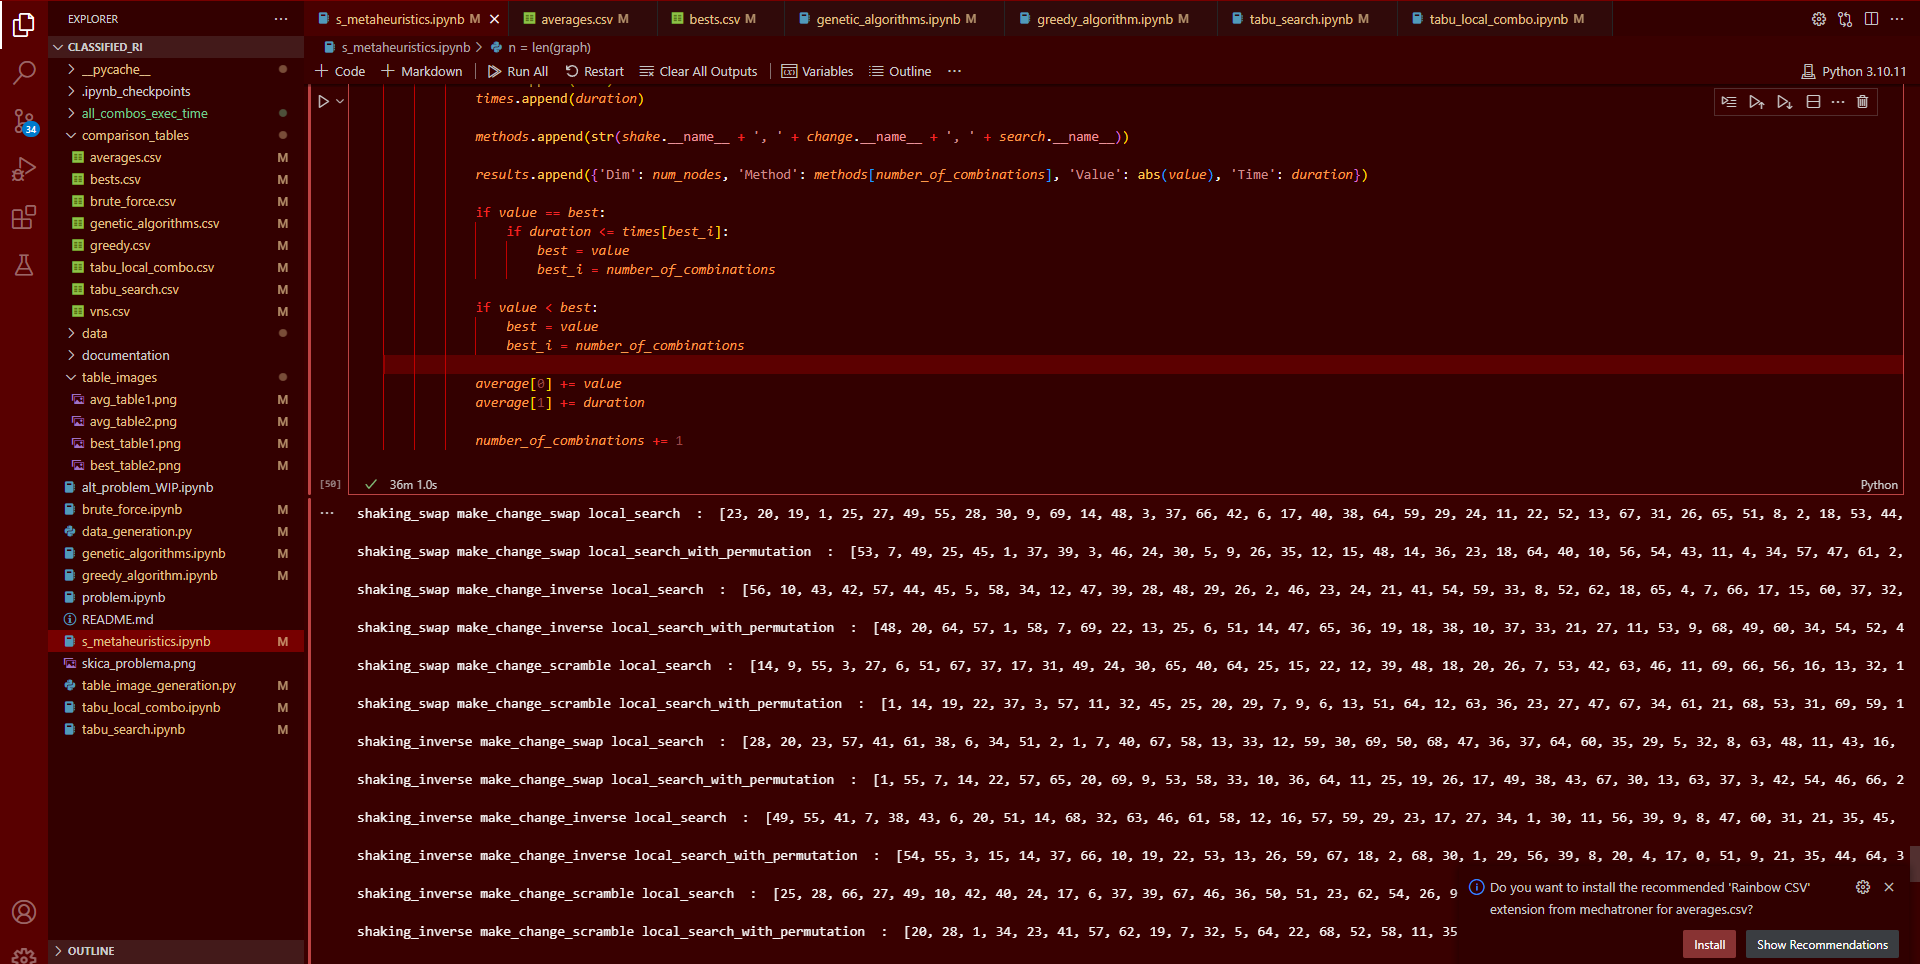 EXPLORER
CLASSIFIED_RI
__pycache__
.ipynb_checkpoints
all_combos_exec_time
comparison_tables
averages.csv M
bests.csv M
brute_force.csv M
genetic_algorithms.csv M
greedy.csv M
tabu_local_combo.csv M
tabu_search.csv M
vns.csv M
data
documentation
table_images
avg_table1.png M
avg_table2.png M
best_table1.png M
best_table2.png M
alt_problem_WIP.ipynb
brute_force.ipynb M
data_generation.py
genetic_algorithms.ipynb M
greedy_algorithm.ipynb M
problem.ipynb
README.md
s_metaheuristics.ipynb M
skica_problema.png
table_image_generation.py M
tabu_local_combo.ipynb M
tabu_search.ipynb M
OUTLINE
34
s_metaheuristics.ipynb M averages.csv M bests.csv M genetic_algorithms.ipynb M greedy_algorithm.ipynb M tabu_search.ipynb M tabu_local_combo.ipynb M
s_metaheuristics.ipynb > n = len(graph)
+ Code + Markdown Run All Restart Clear All Outputs Variables Outline ... Python 3.10.11
times.append(duration)
methods.append(str(shake.__name__ + ', ' + change.__name__ + ', ' + search.__name__))
results.append({'Dim': num_nodes, 'Method': methods[number_of_combinations], 'Value': abs(value), 'Time': duration})
if value == best:
if duration <= times[best_i]:
best = value
best_i = number_of_combinations
if value < best:
best = value
best_i = number_of_combinations
average[0] += value
average[1] += duration
number_of_combinations += 1
[50] 36m 1.0s Python
shaking_swap make_change_swap local_search : [23, 20, 19, 1, 25, 27, 49, 55, 28, 30, 9, 69, 14, 48, 3, 37, 66, 42, 6, 17, 40, 38, 64, 59, 29, 24, 11, 22, 52, 13, 67, 31, 26, 65, 51, 8, 2, 18, 53, 44,
shaking_swap make_change_swap local_search_with_permutation : [53, 7, 49, 25, 45, 1, 37, 39, 3, 46, 24, 30, 5, 9, 26, 35, 12, 15, 48, 14, 36, 23, 18, 64, 40, 10, 56, 54, 43, 11, 4, 34, 57, 47, 61, 2,
shaking_swap make_change_inverse local_search : [56, 10, 43, 42, 57, 44, 45, 5, 58, 34, 12, 47, 39, 28, 48, 29, 26, 2, 46, 23, 24, 21, 41, 54, 59, 33, 8, 52, 62, 18, 65, 4, 7, 66, 17, 15, 60, 37, 32,
shaking_swap make_change_inverse local_search_with_permutation : [48, 20, 64, 57, 1, 58, 7, 69, 22, 13, 25, 6, 51, 14, 47, 65, 36, 19, 18, 38, 10, 37, 33, 21, 27, 11, 53, 9, 68, 49, 60, 34, 54, 52, 4
shaking_swap make_change_scramble local_search : [14, 9, 55, 3, 27, 6, 51, 67, 37, 17, 31, 49, 24, 30, 65, 40, 64, 25, 15, 22, 12, 39, 48, 18, 20, 26, 7, 53, 42, 63, 46, 11, 69, 66, 56, 16, 13, 32, 1
shaking_swap make_change_scramble local_search_with_permutation : [1, 14, 19, 22, 37, 3, 57, 11, 32, 45, 25, 20, 29, 7, 9, 6, 13, 51, 64, 12, 63, 36, 23, 27, 47, 67, 34, 61, 21, 68, 53, 31, 69, 59, 1
shaking_inverse make_change_swap local_search : [28, 20, 23, 57, 41, 61, 38, 6, 34, 51, 2, 1, 7, 40, 67, 58, 13, 33, 12, 59, 30, 69, 50, 68, 47, 36, 37, 64, 60, 35, 29, 5, 32, 8, 63, 48, 11, 43, 16,
shaking_inverse make_change_swap local_search_with_permutation : [1, 55, 7, 14, 22, 57, 65, 20, 69, 9, 53, 58, 33, 10, 36, 64, 11, 25, 19, 26, 17, 49, 38, 43, 67, 30, 13, 63, 37, 3, 42, 54, 46, 66, 2
shaking_inverse make_change_inverse local_search : [49, 55, 41, 7, 38, 43, 6, 20, 51, 14, 68, 32, 63, 46, 61, 58, 12, 16, 57, 59, 29, 23, 17, 27, 34, 1, 30, 11, 56, 39, 9, 8, 47, 60, 31, 21, 35, 45,
shaking_inverse make_change_inverse local_search_with_permutation : [54, 55, 3, 15, 14, 37, 66, 10, 19, 22, 53, 13, 26, 59, 67, 18, 2, 68, 30, 1, 29, 56, 39, 8, 20, 4, 17, 0, 51, 9, 21, 35, 44, 64, 3
shaking_inverse make_change_scramble local_search : [25, 28, 66, 27, 49, 10, 42, 40, 24, 17, 6, 37, 39, 67, 46, 36, 50, 51, 23, 62, 54, 26, 9
shaking_inverse make_change_scramble local_search_with_permutation : [20, 28, 1, 34, 23, 41, 57, 62, 19, 7, 32, 5, 64, 22, 68, 52, 58, 11, 35
Do you want to install the recommended 'Rainbow CSV'
extension from mechatroner for averages.csv?
Install Show Recommendations